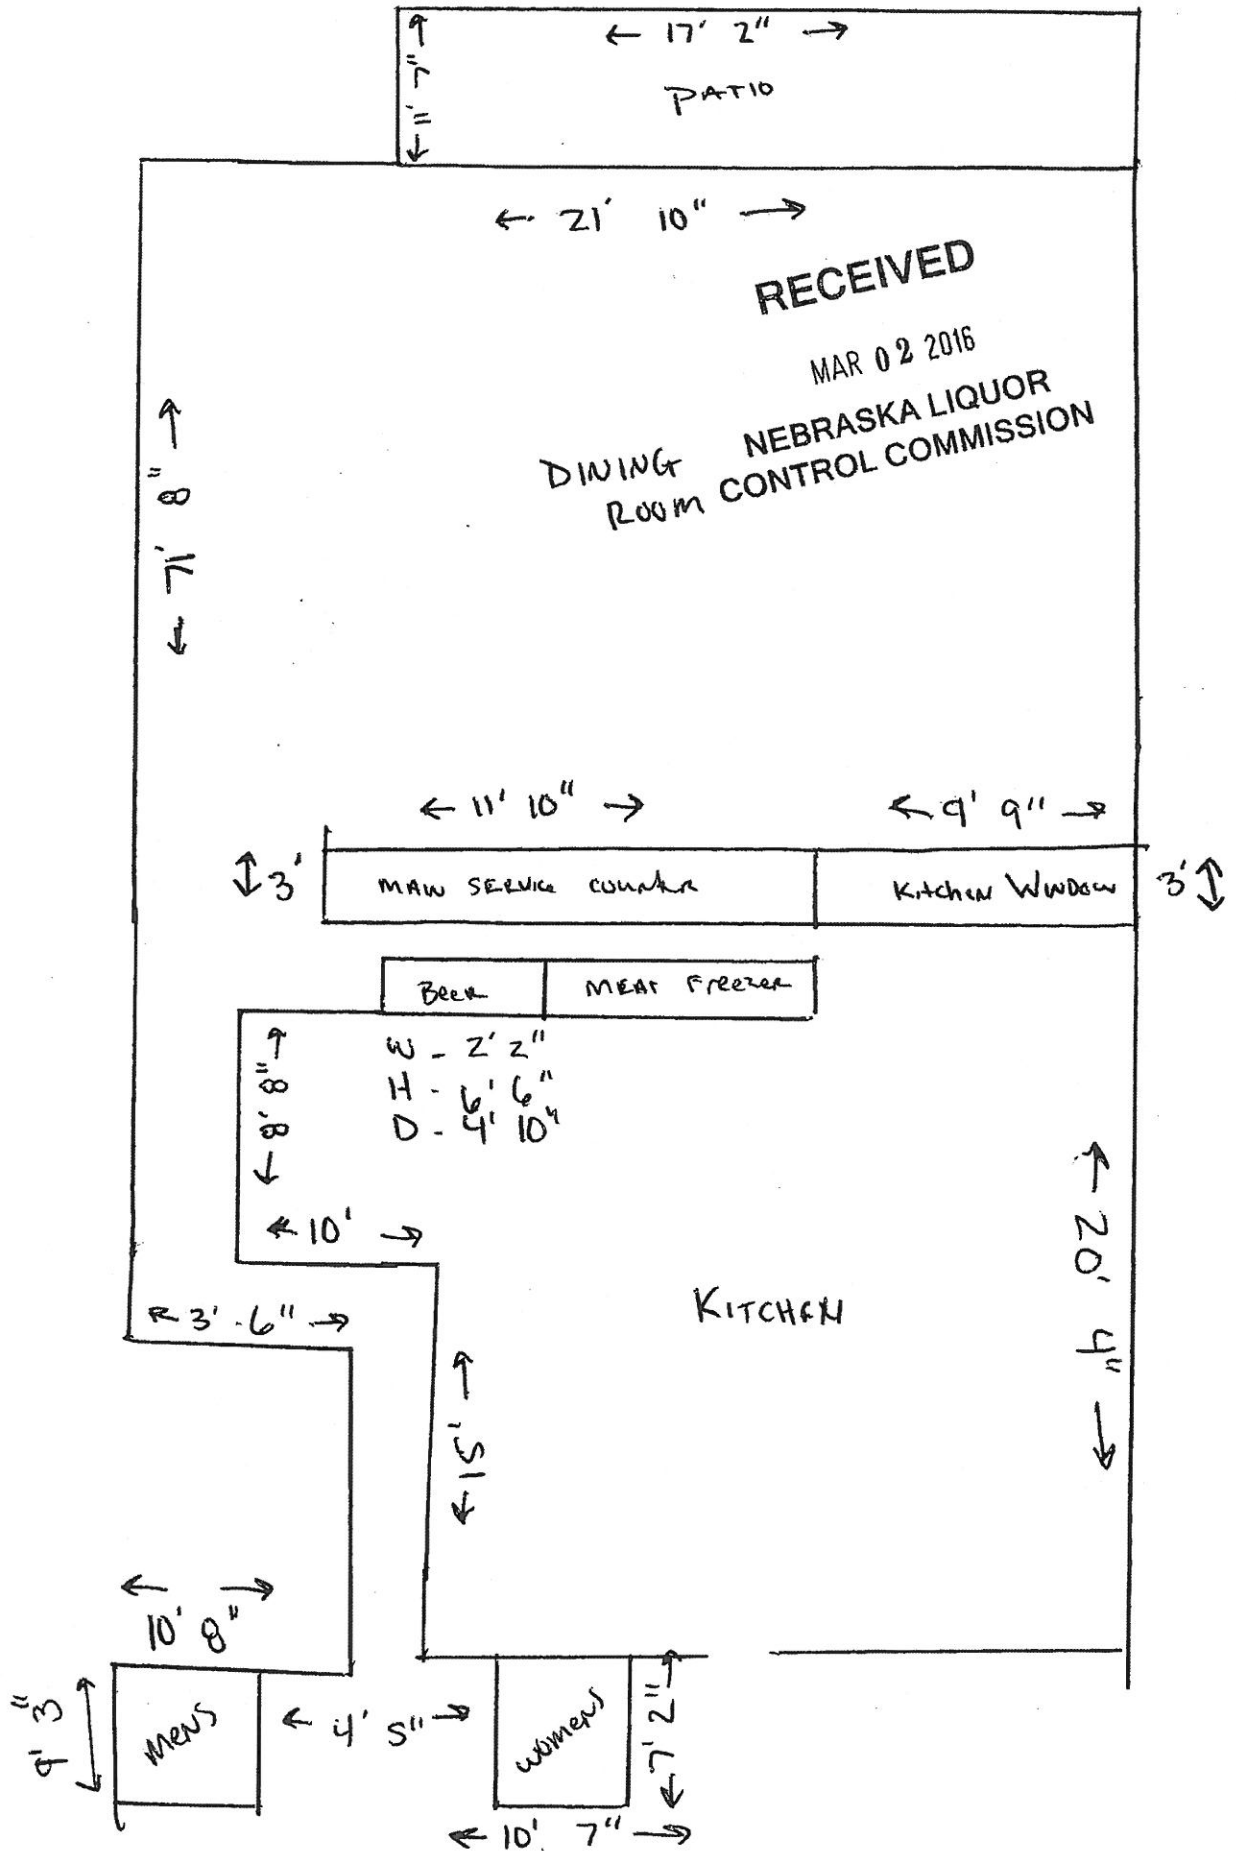 ← 17' 2" →
← 11' 7" →
PATIO
← 21' 10" →
RECEIVED
MAR 02 2016
NEBRASKA LIQUOR
CONTROL COMMISSION
DINING
ROOM
← 71' 8" →
← 11' 10" →
← 9' 9" →
3'
MAIN SERVICE COUNTER
KitcheN WiNDOW
3'
Beer
MEAT Freezer
W - 2' 2"
H - 6' 6"
D - 4' 10"
← 8' 8" →
← 10' →
← 20' 4" →
KITCHEN
← 3' - 6" →
← 15' →
← →
10' 8"
9' 3"
MENS
← 4' 5" →
WOMENS
← 7' 2" →
← 10' 7" →